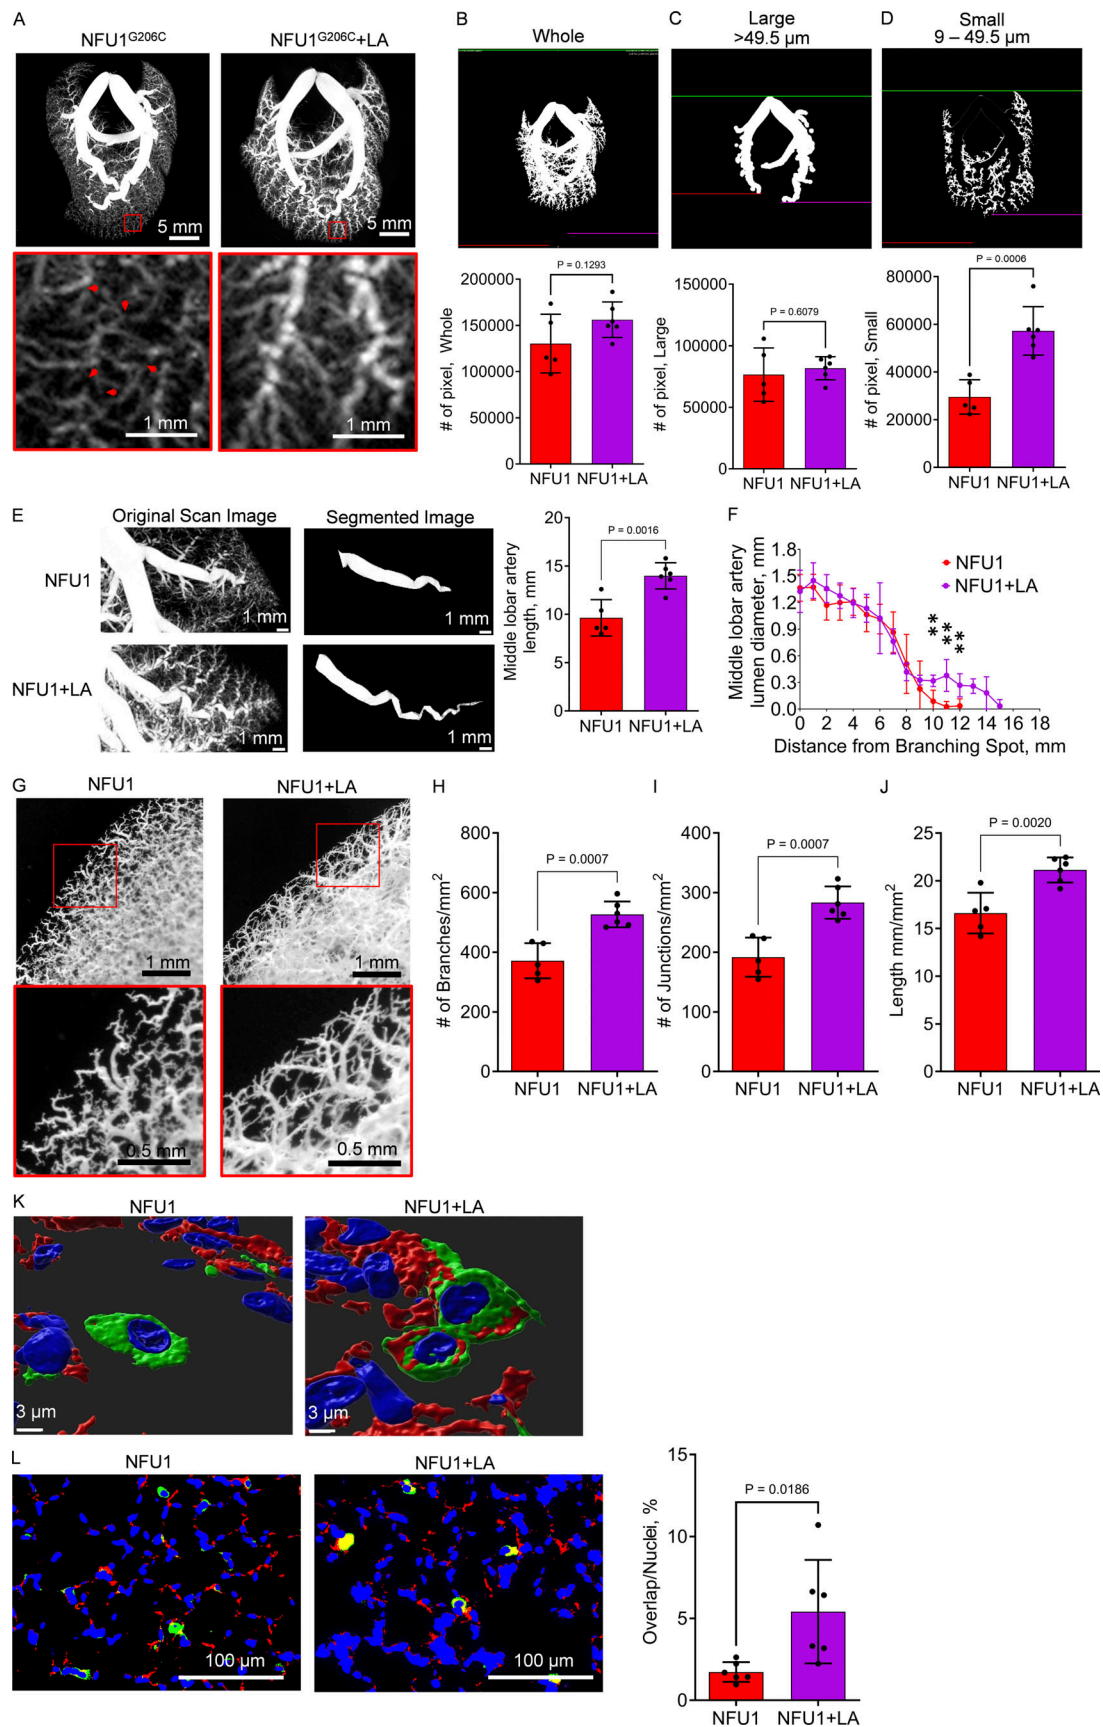 A
NFU1G206C
NFU1G206C+LA
5 mm
5 mm
1 mm
1 mm
B
Whole
C
Large
>49.5 µm
D
Small
9 – 49.5 µm
# of pixel, Whole
200000
150000
100000
50000
0
P = 0.1293
NFU1 NFU1+LA
# of pixel, Large
150000
100000
50000
0
P = 0.6079
NFU1 NFU1+LA
# of pixel, Small
80000
60000
40000
20000
0
P = 0.0006
NFU1 NFU1+LA
E
Original Scan Image
Segmented Image
NFU1
1 mm
1 mm
NFU1+LA
1 mm
1 mm
Middle lobar artery
length, mm
20
15
10
5
0
P = 0.0016
NFU1 NFU1+LA
F
NFU1
NFU1+LA
Middle lobar artery
lumen diameter, mm
1.8
1.5
1.2
0.9
0.6
0.3
0.0
**
**
**
0 2 4 6 8 10 12 14 16 18
Distance from Branching Spot, mm
G
NFU1
NFU1+LA
1 mm
1 mm
0.5 mm
0.5 mm
H
# of Branches/mm2
800
600
400
200
0
P = 0.0007
NFU1 NFU1+LA
I
# of Junctions/mm2
400
300
200
100
0
P = 0.0007
NFU1 NFU1+LA
J
Length mm/mm2
25
20
15
10
5
0
P = 0.0020
NFU1 NFU1+LA
K
NFU1
NFU1+LA
3 µm
3 µm
L
NFU1
NFU1+LA
100 µm
100 µm
Overlap/Nuclei, %
15
10
5
0
P = 0.0186
NFU1 NFU1+LA